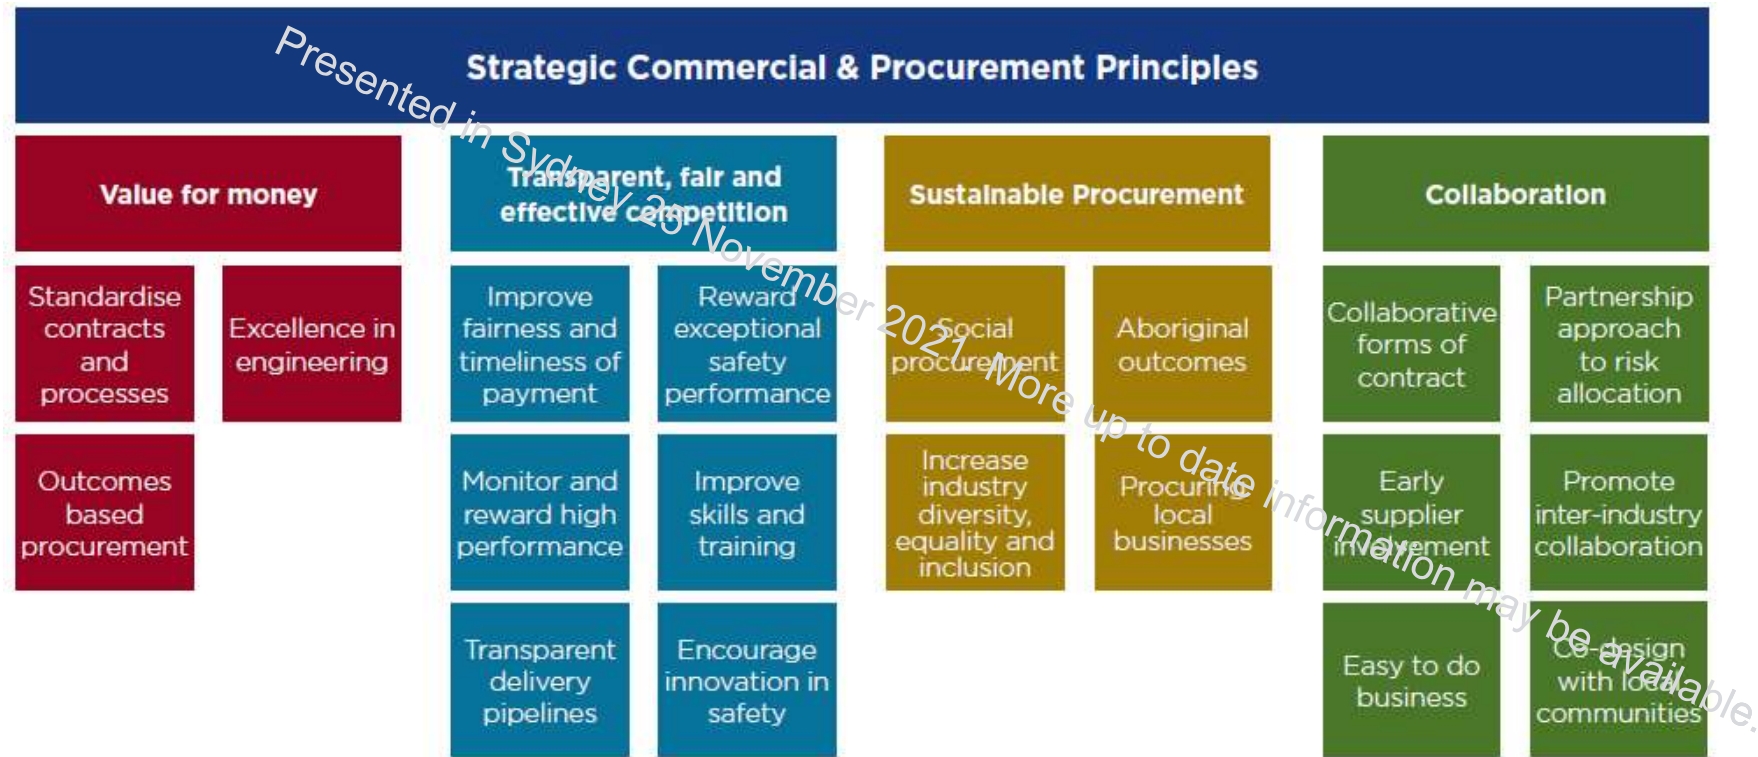 Strategic Commercial & Procurement Principles
Value for money
Standardise
contracts
and
processes
Excellence in
engineering
Outcomes
based
procurement
Transparent, fair and
effective competition
Improve
fairness and
timeliness of
payment
Reward
exceptional
safety
performance
Monitor and
reward high
performance
Improve
skills and
training
Transparent
delivery
pipelines
Encourage
innovation in
safety
Sustainable Procurement
Social
procurement
Aboriginal
outcomes
Increase
industry
diversity,
equality and
inclusion
Procuring
local
businesses
Collaboration
Collaborative
forms of
contract
Partnership
approach
to risk
allocation
Early
supplier
involvement
Promote
inter-industry
collaboration
Easy to do
business
Co-design
with local
communities
Presented in Sydney 23 November 2021. More up to date information may be available.